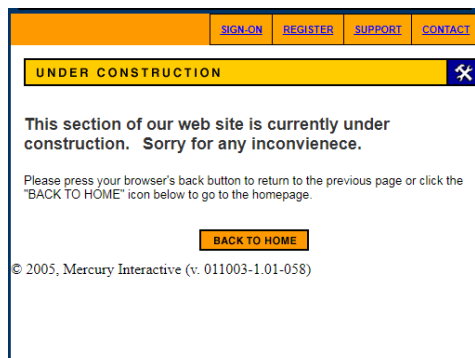 SIGN-ON REGISTER SUPPORT CONTACT
UNDER CONSTRUCTION
This section of our web site is currently under
construction. Sorry for any inconvienece.
Please press your browser's back button to return to the previous page or click the
"BACK TO HOME" icon below to go to the homepage.
BACK TO HOME
© 2005, Mercury Interactive (v. 011003-1.01-058)